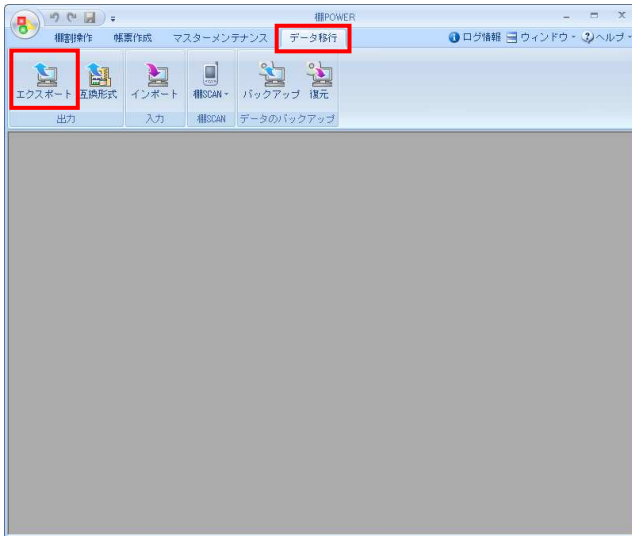 棚POWER
棚割操作 帳票作成 マスターメンテナンス データ移行 ログ情報 ウィンドウ ヘルプ
エクスポート 互換形式 インポート 棚SCAN バックアップ 復元
出力 入力 棚SCAN データのバックアップ